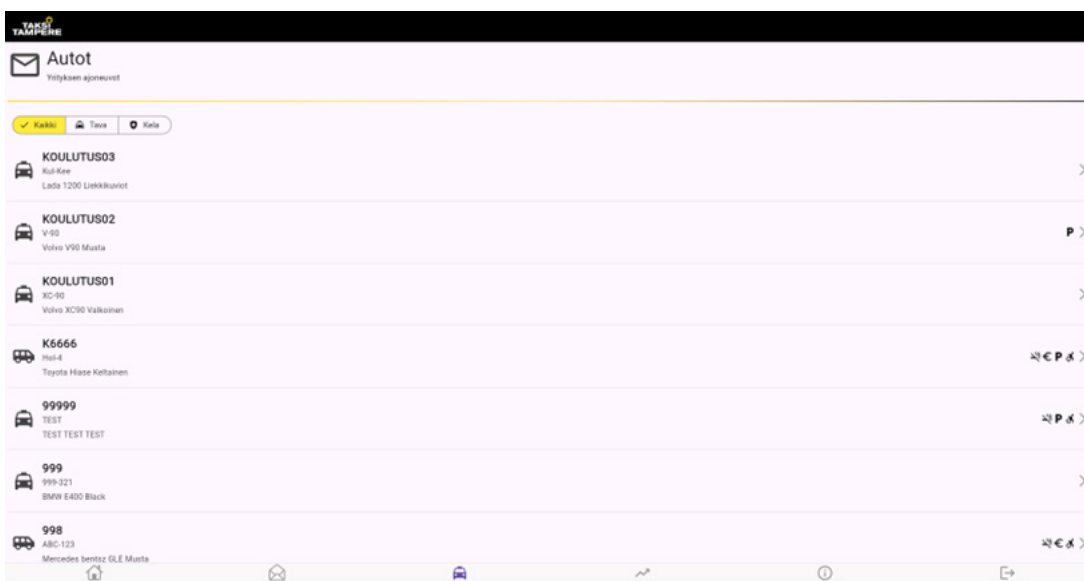 TAKSI
TAMPERE
Autot
Yrityksen ajoneuvot
Kaikki Tava Kela
KOULUTUS03
Kul-Kee
Lada 1200 Liekkikuviot
KOULUTUS02
V-90
P
Volvo V90 Musta
KOULUTUS01
XC-90
Volvo XC90 Valkoinen
K6666
Hol-4
€ P
Toyota Hiase Keltainen
99999
TEST
P
TEST TEST TEST
999
999-321
BMW E400 Black
998
ABC-123
€
Mercedes bentsz GLE Musta